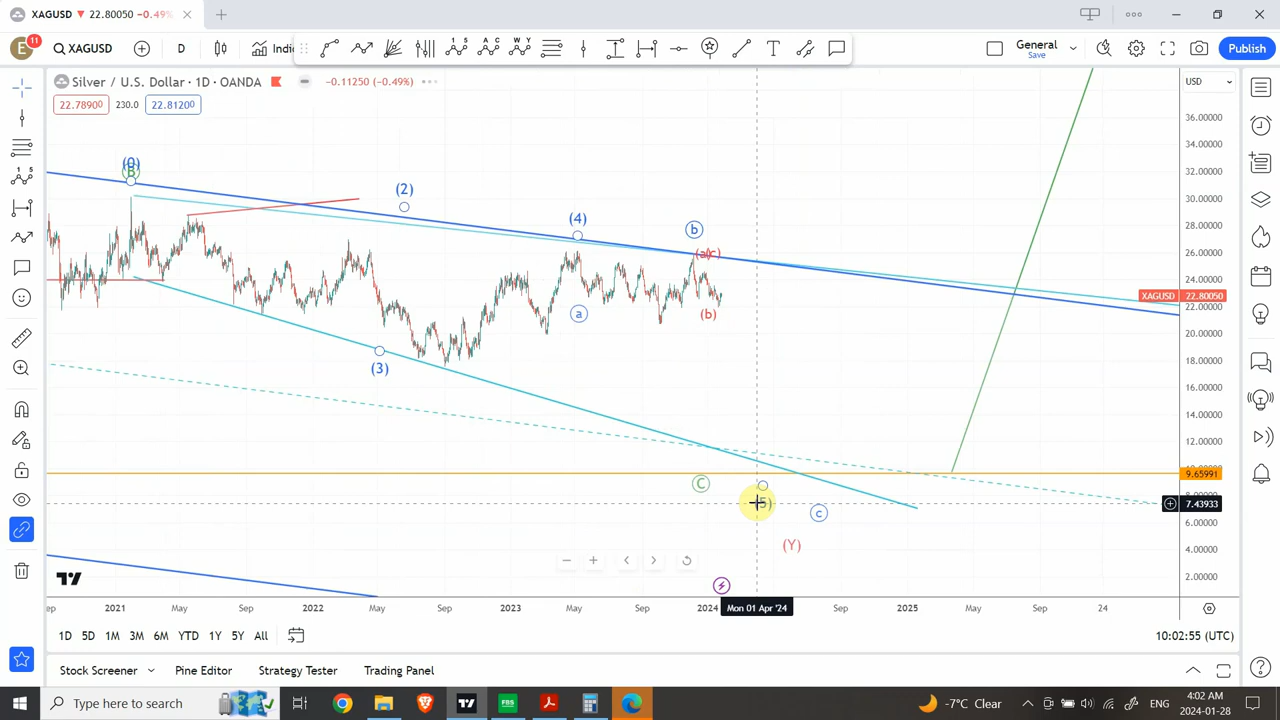 XAGUSD ▼ 22.80050 −0.49%
E 11 XAGUSD D Indi General Save Publish
Silver / U.S. Dollar · 1D · OANDA −0.11250 (−0.49%) USD
22.78900 230.0 22.81200
36.00000
34.00000
32.00000
30.00000
28.00000
26.00000
24.00000
XAGUSD 22.80050
20.00000
18.00000
16.00000
14.00000
12.00000
9.65991
7.43933
6.00000
4.00000
2.00000
(0)
B
(2)
(4)
b
(a)(c)
a
(b)
(3)
C
5)
c
(Y)
2021 May Sep 2022 May Sep 2023 May Sep 2024 Mon 01 Apr '24 Sep 2025 May Sep 24
1D 5D 1M 3M 6M YTD 1Y 5Y All 10:02:55 (UTC)
Stock Screener Pine Editor Strategy Tester Trading Panel
Type here to search FBS -7°C Clear ENG 4:02 AM
2024-01-28